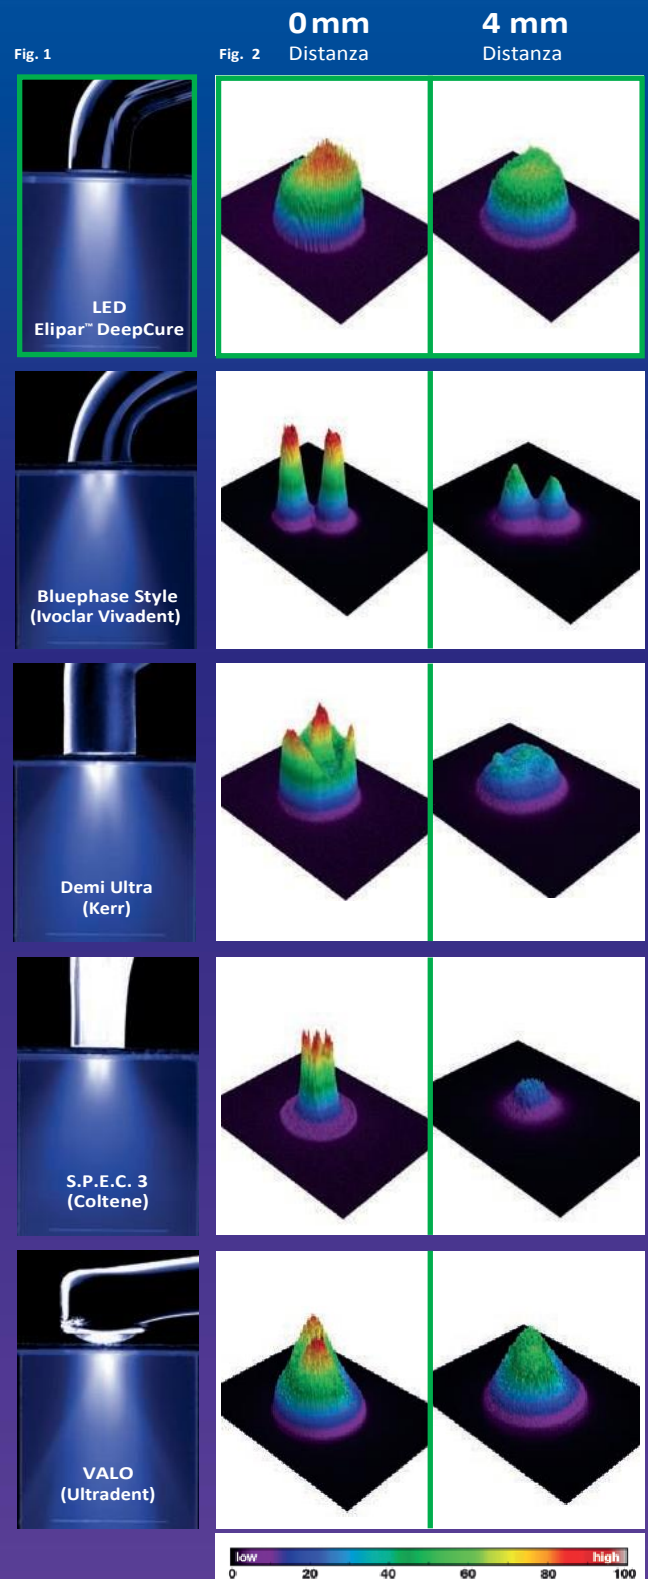 0 mm
4 mm
Fig. 1
Fig. 2
Distanza
Distanza
LED
Elipar™ DeepCure
Bluephase Style
(Ivoclar Vivadent)
Demi Ultra
(Kerr)
S.P.E.C. 3
(Coltene)
VALO
(Ultradent)
low
high
0 20 40 60 80 100